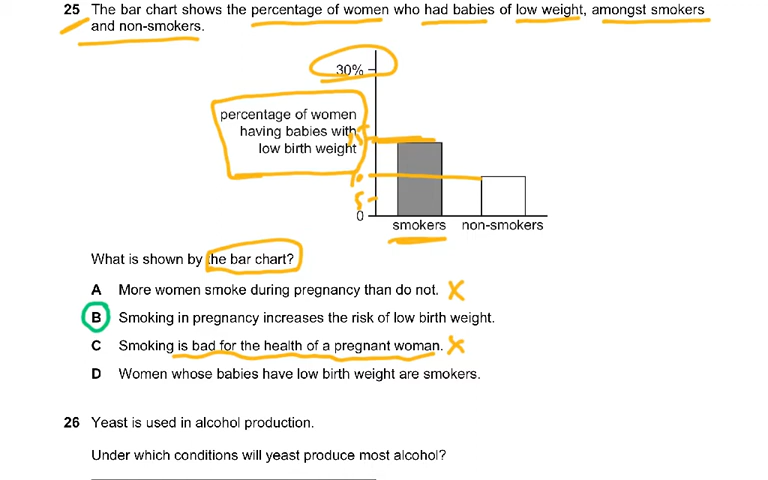 25 The bar chart shows the percentage of women who had babies of low weight, amongst smokers
and non-smokers.
30%
percentage of women
having babies with
low birth weight
15
10
5
0
smokers non-smokers
What is shown by the bar chart?
A More women smoke during pregnancy than do not. X
B Smoking in pregnancy increases the risk of low birth weight.
C Smoking is bad for the health of a pregnant woman. X
D Women whose babies have low birth weight are smokers.
26 Yeast is used in alcohol production.
Under which conditions will yeast produce most alcohol?